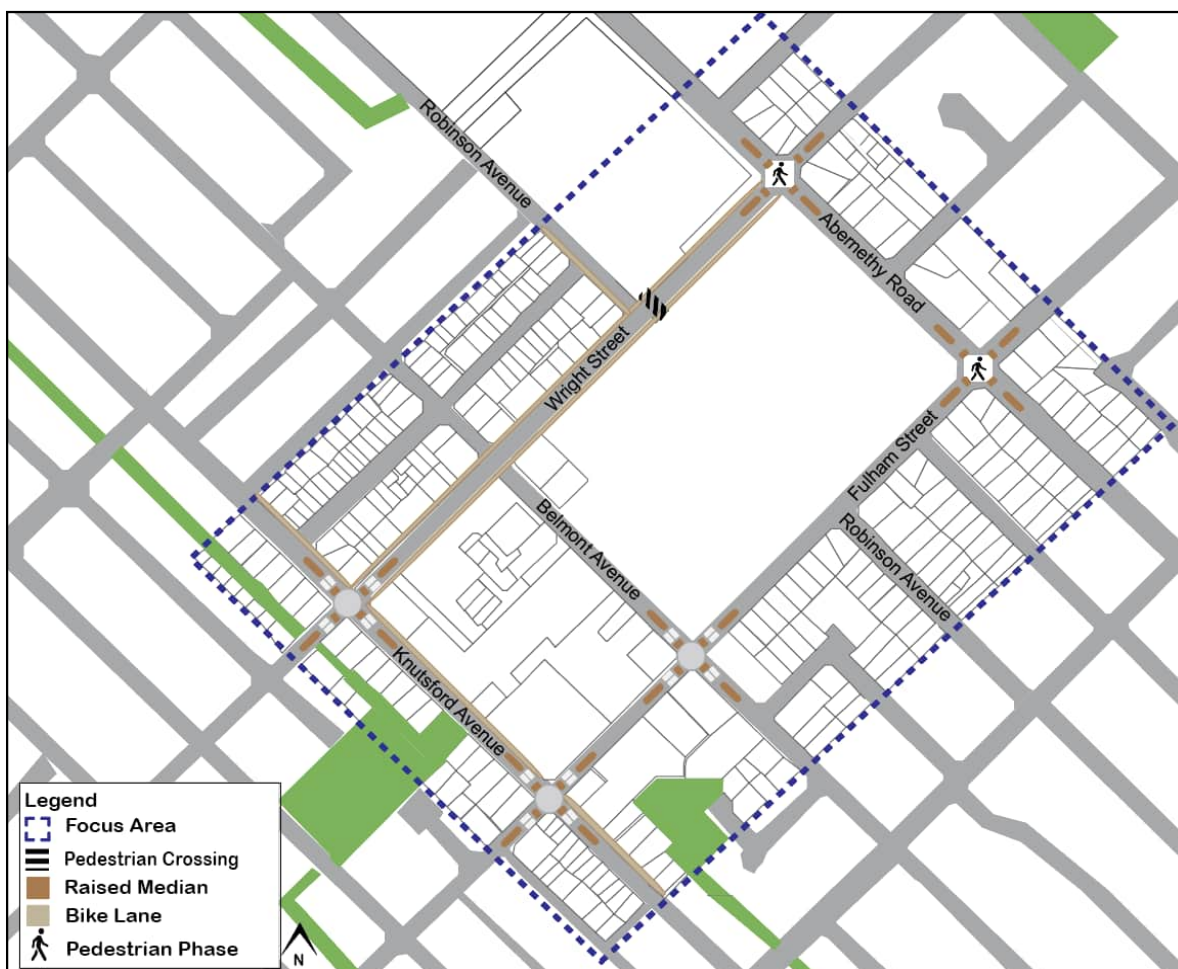 Robinson Avenue
Abernethy Road
Wright Street
Fulham Street
Belmont Avenue
Robinson Avenue
Knutsford Avenue
Legend
Focus Area
Pedestrian Crossing
Raised Median
Bike Lane
Pedestrian Phase
N